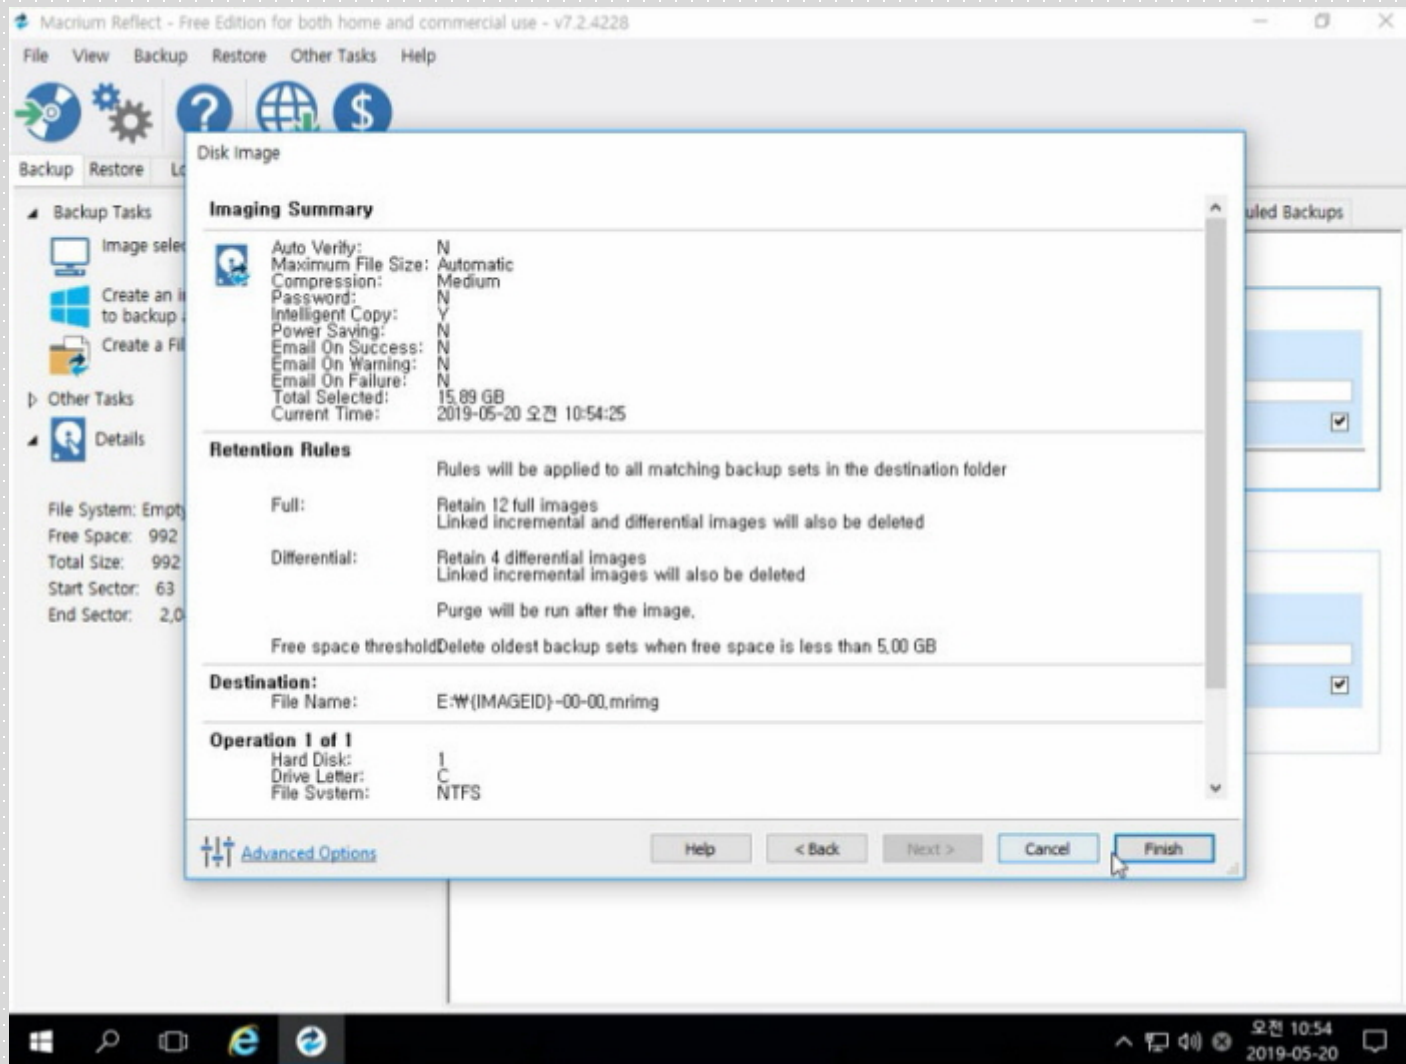 Macrium Reflect - Free Edition for both home and commercial use - v7.2.4228
File View Backup Restore Other Tasks Help
Disk Image
Backup Restore
Backup Tasks
Image
Create an
to backup
Create a
Other Tasks
Details
File System:
Free Space: 992
Total Size: 992
Start Sector: 63
End Sector:
Backups
Imaging Summary
Auto Verify: N
Maximum File Size: Automatic
Compression: Medium
Password: N
Intelligent Copy: Y
Power Saving: N
Email On Success: N
Email On Warning: N
Email On Failure: N
Total Selected: 15,89 GB
Current Time: 2019-05-20 오전 10:54:25
Retention Rules
Rules will be applied to all matching backup sets in the destination folder
Full: Retain 12 full images
Linked incremental and differential images will also be deleted
Differential: Retain 4 differential images
Linked incremental images will also be deleted
Purge will be run after the image,
Free space threshold Delete oldest backup sets when free space is less than 5,00 GB
Destination:
File Name: E:₩{IMAGEID}-00-00,mrimg
Operation 1 of 1
Hard Disk: 1
Drive Letter: C
File System: NTFS
Advanced Options
Help < Back Next > Cancel Finish
오전 10:54
2019-05-20